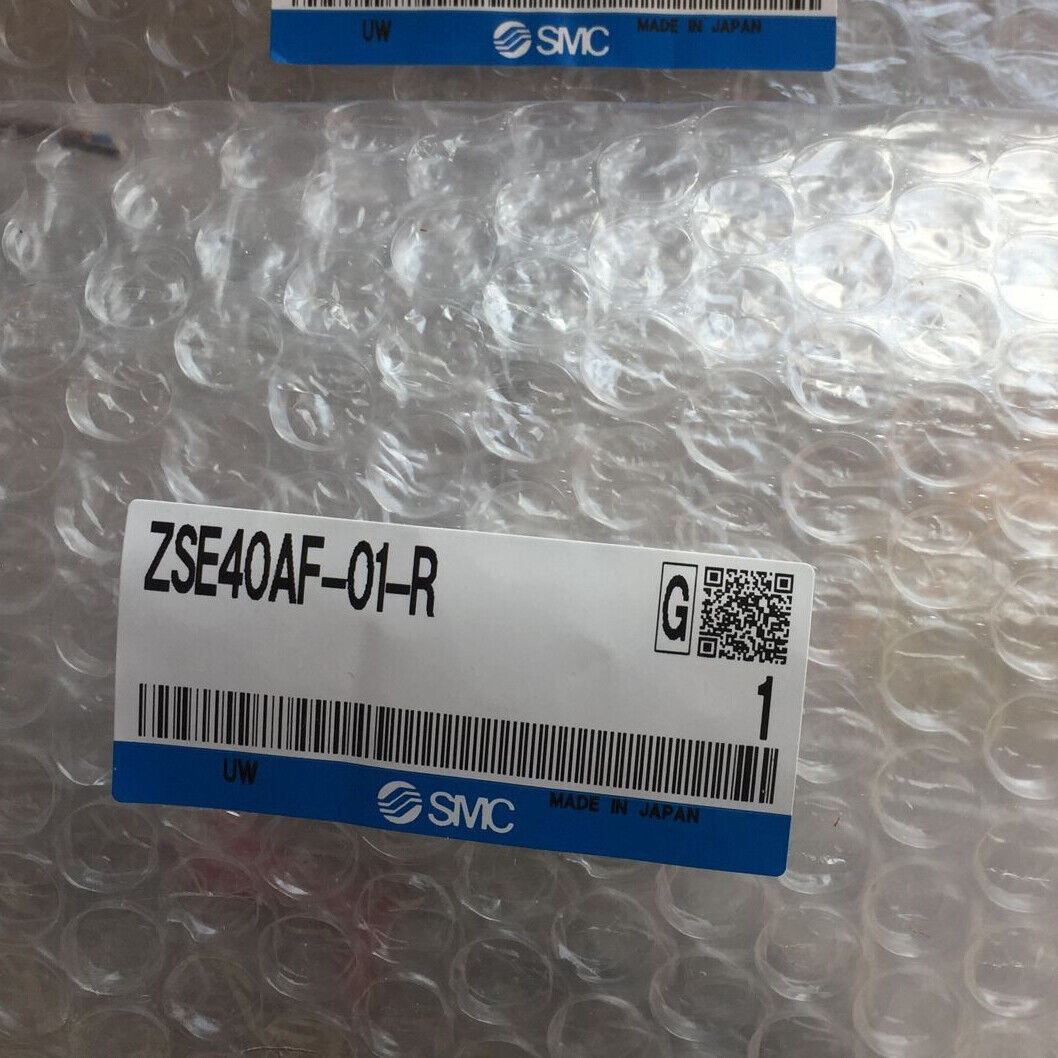 UW SMC MADE IN JAPAN
ZSE40AF-01-R
G
1
UW SMC MADE IN JAPAN